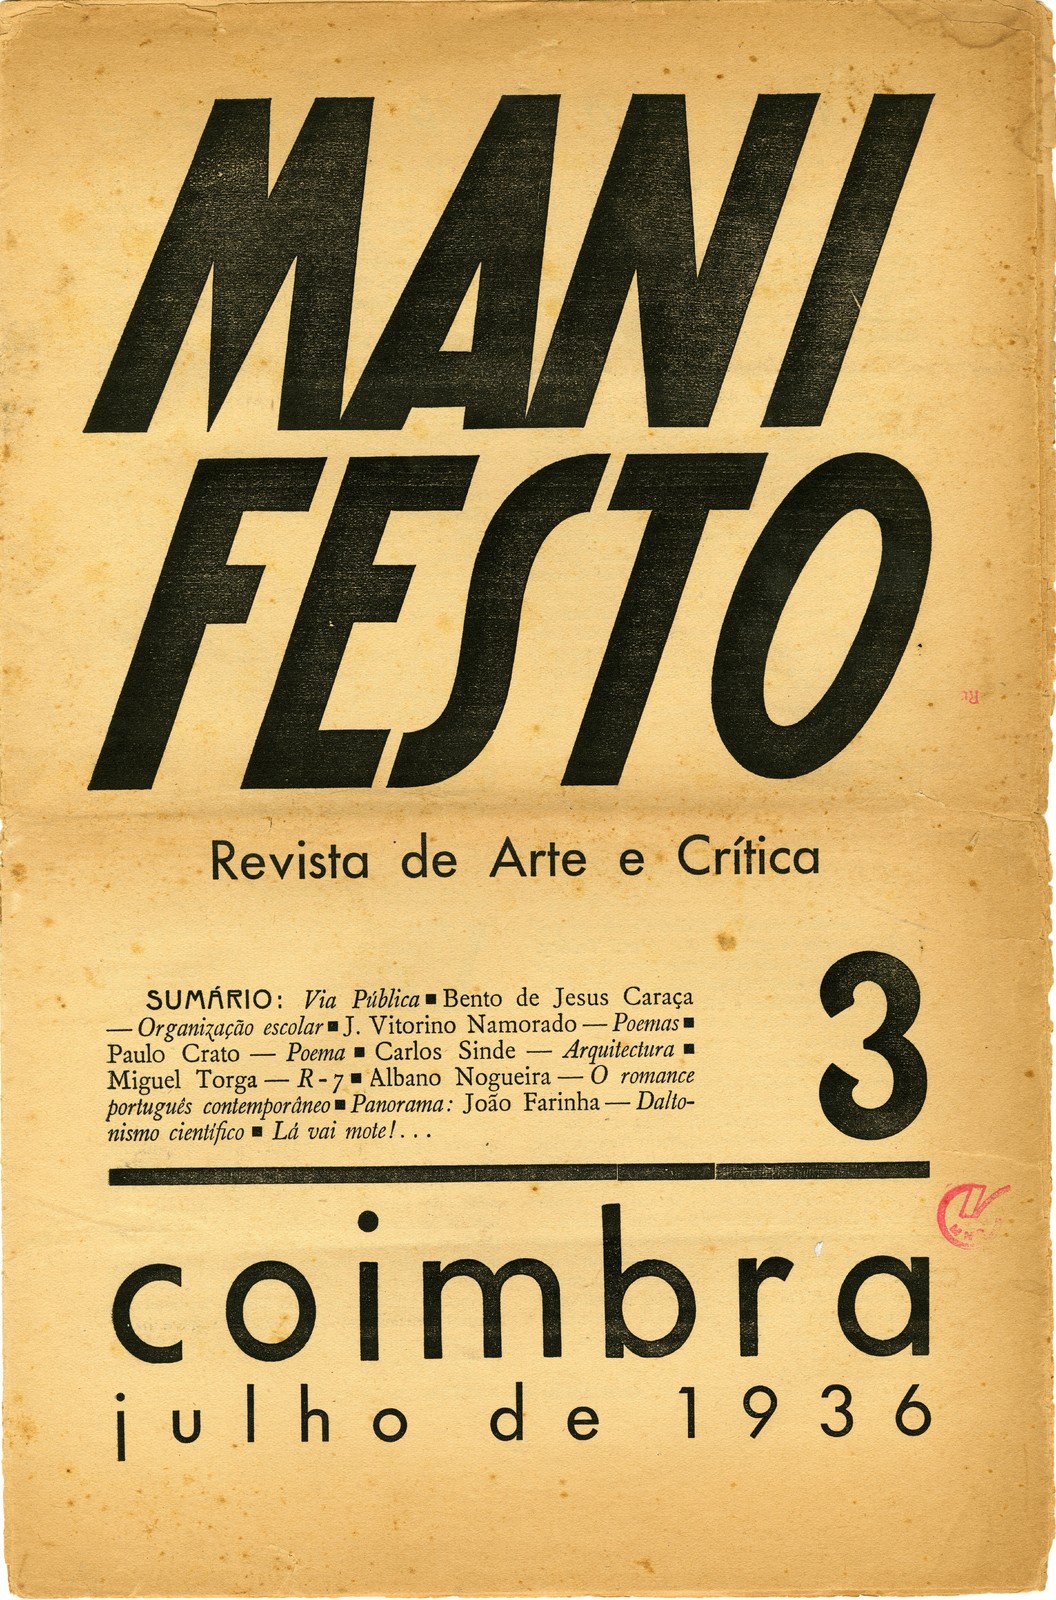 MANI
FESTO
Revista de Arte e Crítica
3
SUMÁRIO: Via Pública ■ Bento de Jesus Caraça
— Organização escolar ■ J. Vitorino Namorado — Poemas ■
Paulo Crato — Poema ■ Carlos Sinde — Arquitectura ■
Miguel Torga — R-7 ■ Albano Nogueira — O romance
português contemporâneo ■ Panorama: João Farinha — Dalto-
nismo científico ■ Lá vai mote!...
coimbra
julho de 1936